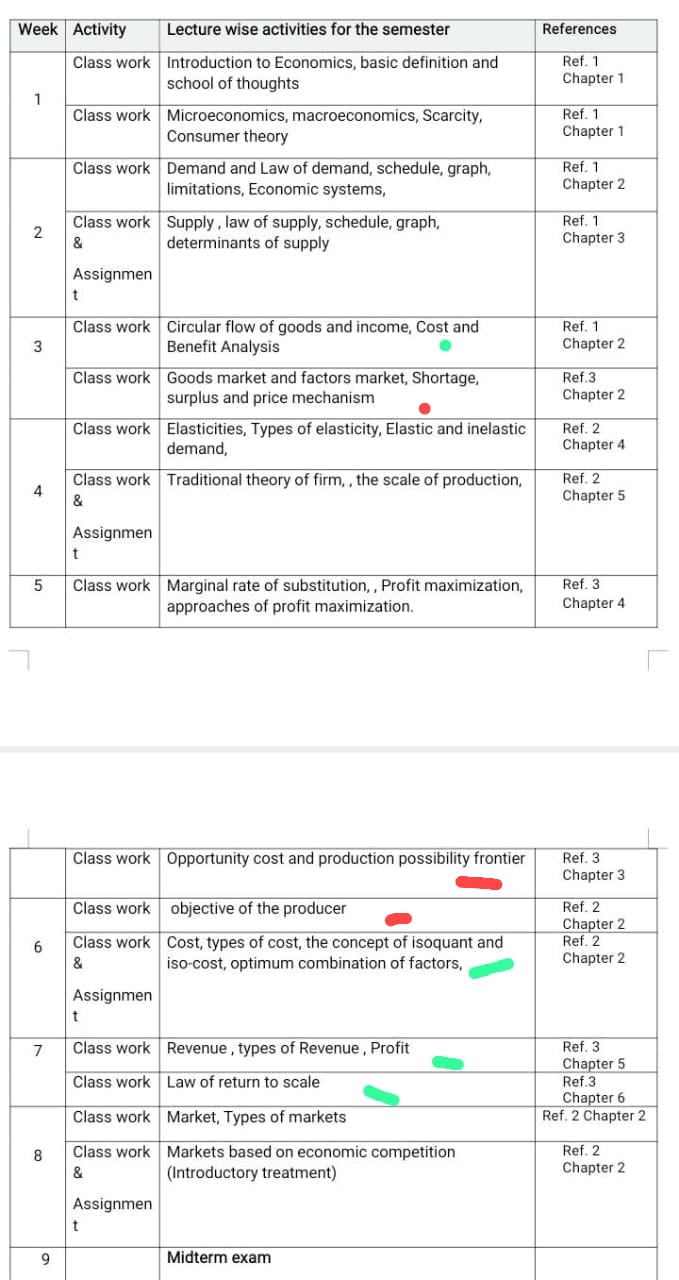 Week Activity Lecture wise activities for the semester References
1
Class work Introduction to Economics, basic definition and Ref. 1
school of thoughts Chapter 1
Class work Microeconomics, macroeconomics, Scarcity, Ref. 1
Consumer theory Chapter 1
2
Class work Demand and Law of demand, schedule, graph, Ref. 1
limitations, Economic systems, Chapter 2
Class work Supply , law of supply, schedule, graph, Ref. 1
& determinants of supply Chapter 3
Assignmen
t
3
Class work Circular flow of goods and income, Cost and Ref. 1
Benefit Analysis Chapter 2
Class work Goods market and factors market, Shortage, Ref.3
surplus and price mechanism Chapter 2
4
Class work Elasticities, Types of elasticity, Elastic and inelastic Ref. 2
demand, Chapter 4
Class work Traditional theory of firm, , the scale of production, Ref. 2
& Chapter 5
Assignmen
t
5 Class work Marginal rate of substitution, , Profit maximization, Ref. 3
approaches of profit maximization. Chapter 4
Class work Opportunity cost and production possibility frontier Ref. 3
Chapter 3
6
Class work objective of the producer Ref. 2
Chapter 2
Class work Cost, types of cost, the concept of isoquant and Ref. 2
& iso-cost, optimum combination of factors, Chapter 2
Assignmen
t
7 Class work Revenue , types of Revenue , Profit Ref. 3
Chapter 5
Class work Law of return to scale Ref.3
Chapter 6
8
Class work Market, Types of markets Ref. 2 Chapter 2
Class work Markets based on economic competition Ref. 2
& (Introductory treatment) Chapter 2
Assignmen
t
9 Midterm exam